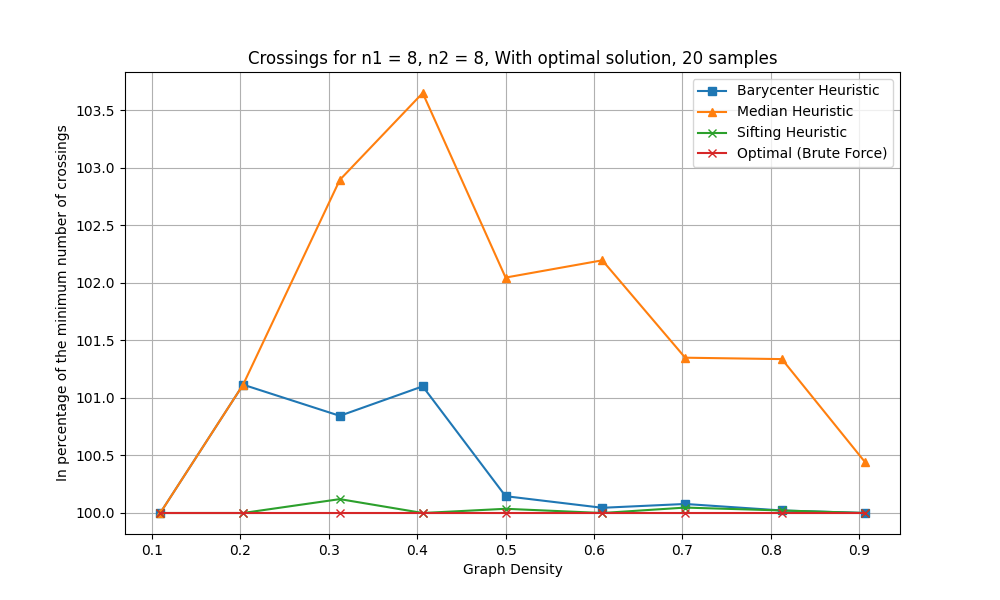 Crossings for n1 = 8, n2 = 8, With optimal solution, 20 samples
Barycenter Heuristic
Median Heuristic
Sifting Heuristic
Optimal (Brute Force)
In percentage of the minimum number of crossings
103.5
103.0
102.5
102.0
101.5
101.0
100.5
100.0
0.1 0.2 0.3 0.4 0.5 0.6 0.7 0.8 0.9
Graph Density